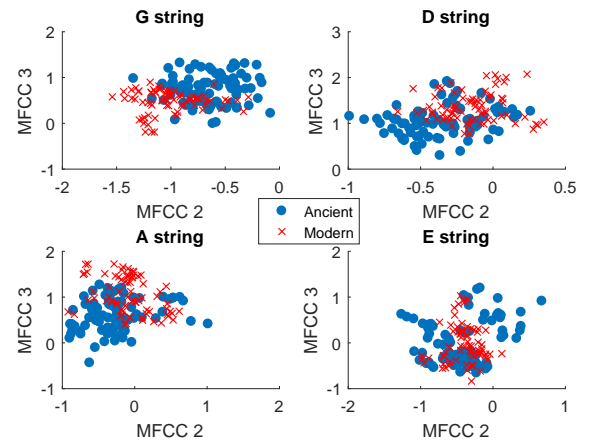 G string
2
1
0
-1
MFCC 3
-2 -1.5 -1 -0.5 0
MFCC 2
D string
3
2
1
0
MFCC 3
-1 -0.5 0 0.5
MFCC 2
Ancient
Modern
A string
2
1
0
-1
MFCC 3
-1 0 1 2
MFCC 2
E string
2
1
0
-1
MFCC 3
-2 -1 0 1
MFCC 2